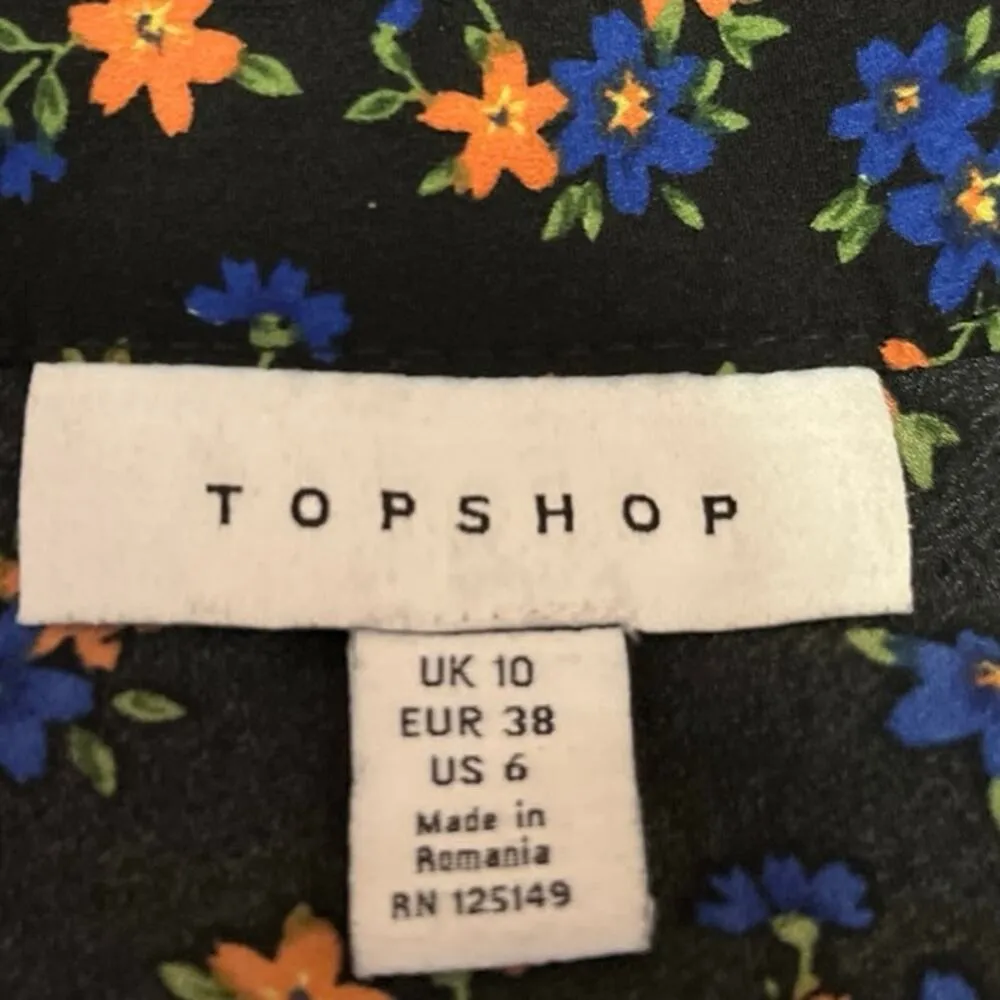 TOPSHOP
UK 10
EUR 38
US 6
Made in
Romania
RN 125149